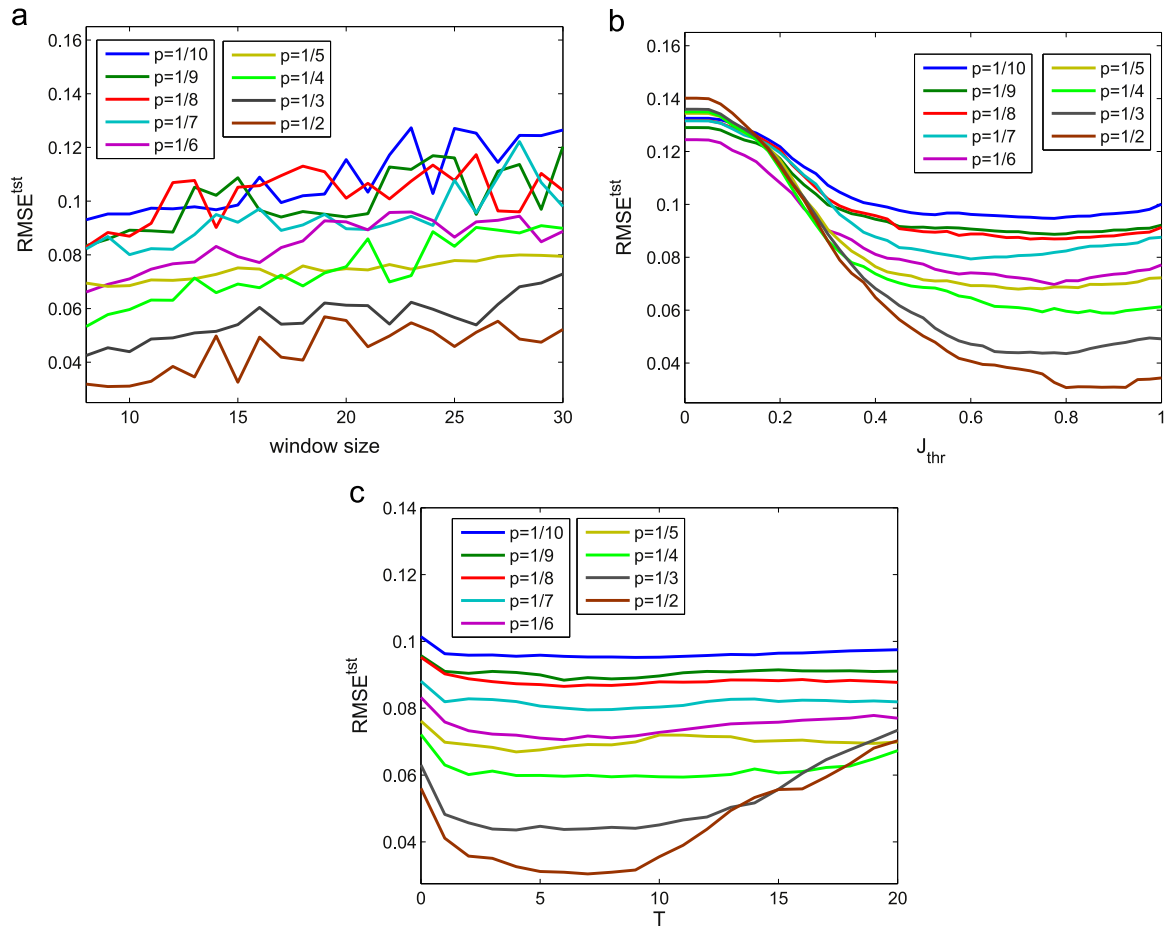 a
0.16
0.14
0.12
0.1
0.08
0.06
0.04
RMSE^tst
p=1/10
p=1/9
p=1/8
p=1/7
p=1/6
p=1/5
p=1/4
p=1/3
p=1/2
10 15 20 25 30
window size
b
0.16
0.14
0.12
0.1
0.08
0.06
0.04
RMSE^tst
p=1/10
p=1/9
p=1/8
p=1/7
p=1/6
p=1/5
p=1/4
p=1/3
p=1/2
0 0.2 0.4 0.6 0.8 1
J_thr
c
0.14
0.12
0.1
0.08
0.06
0.04
RMSE^tst
p=1/10
p=1/9
p=1/8
p=1/7
p=1/6
p=1/5
p=1/4
p=1/3
p=1/2
0 5 10 15 20
T